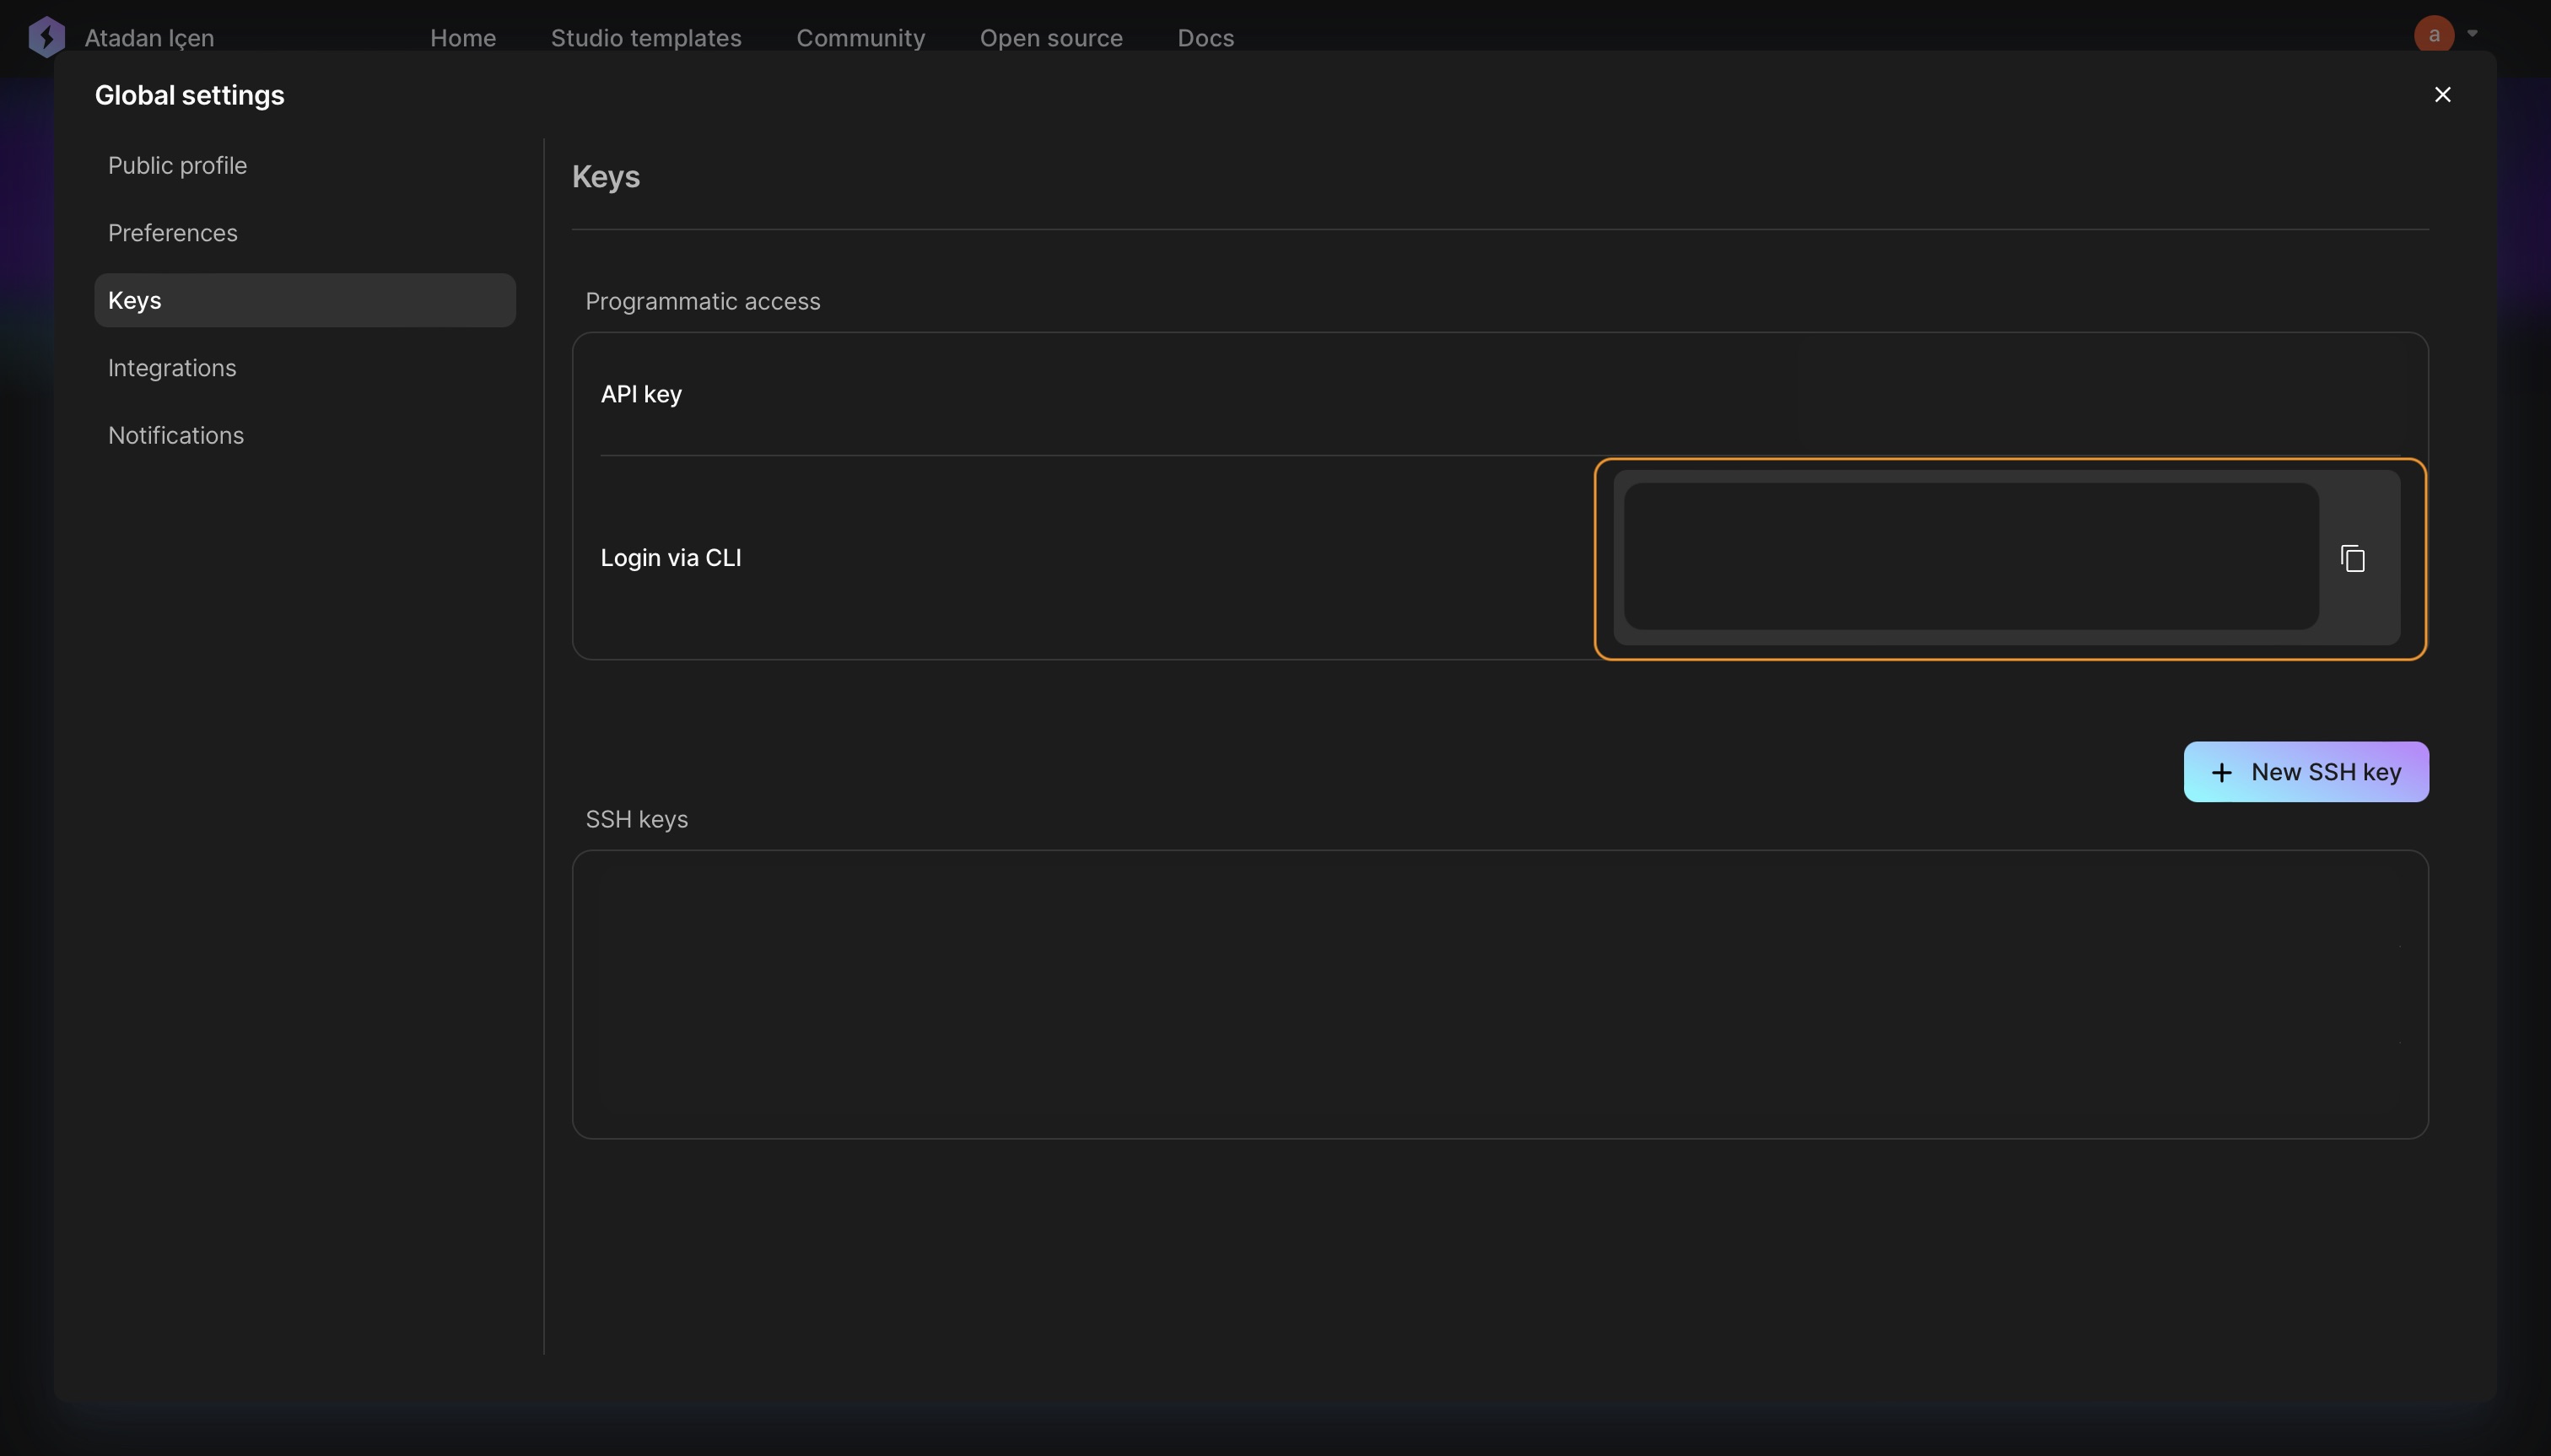 Atadan Içen
Home
Studio templates
Community
Open source
Docs
a
Global settings
Public profile
Preferences
Keys
Integrations
Notifications
Keys
Programmatic access
API key
Login via CLI
New SSH key
SSH keys